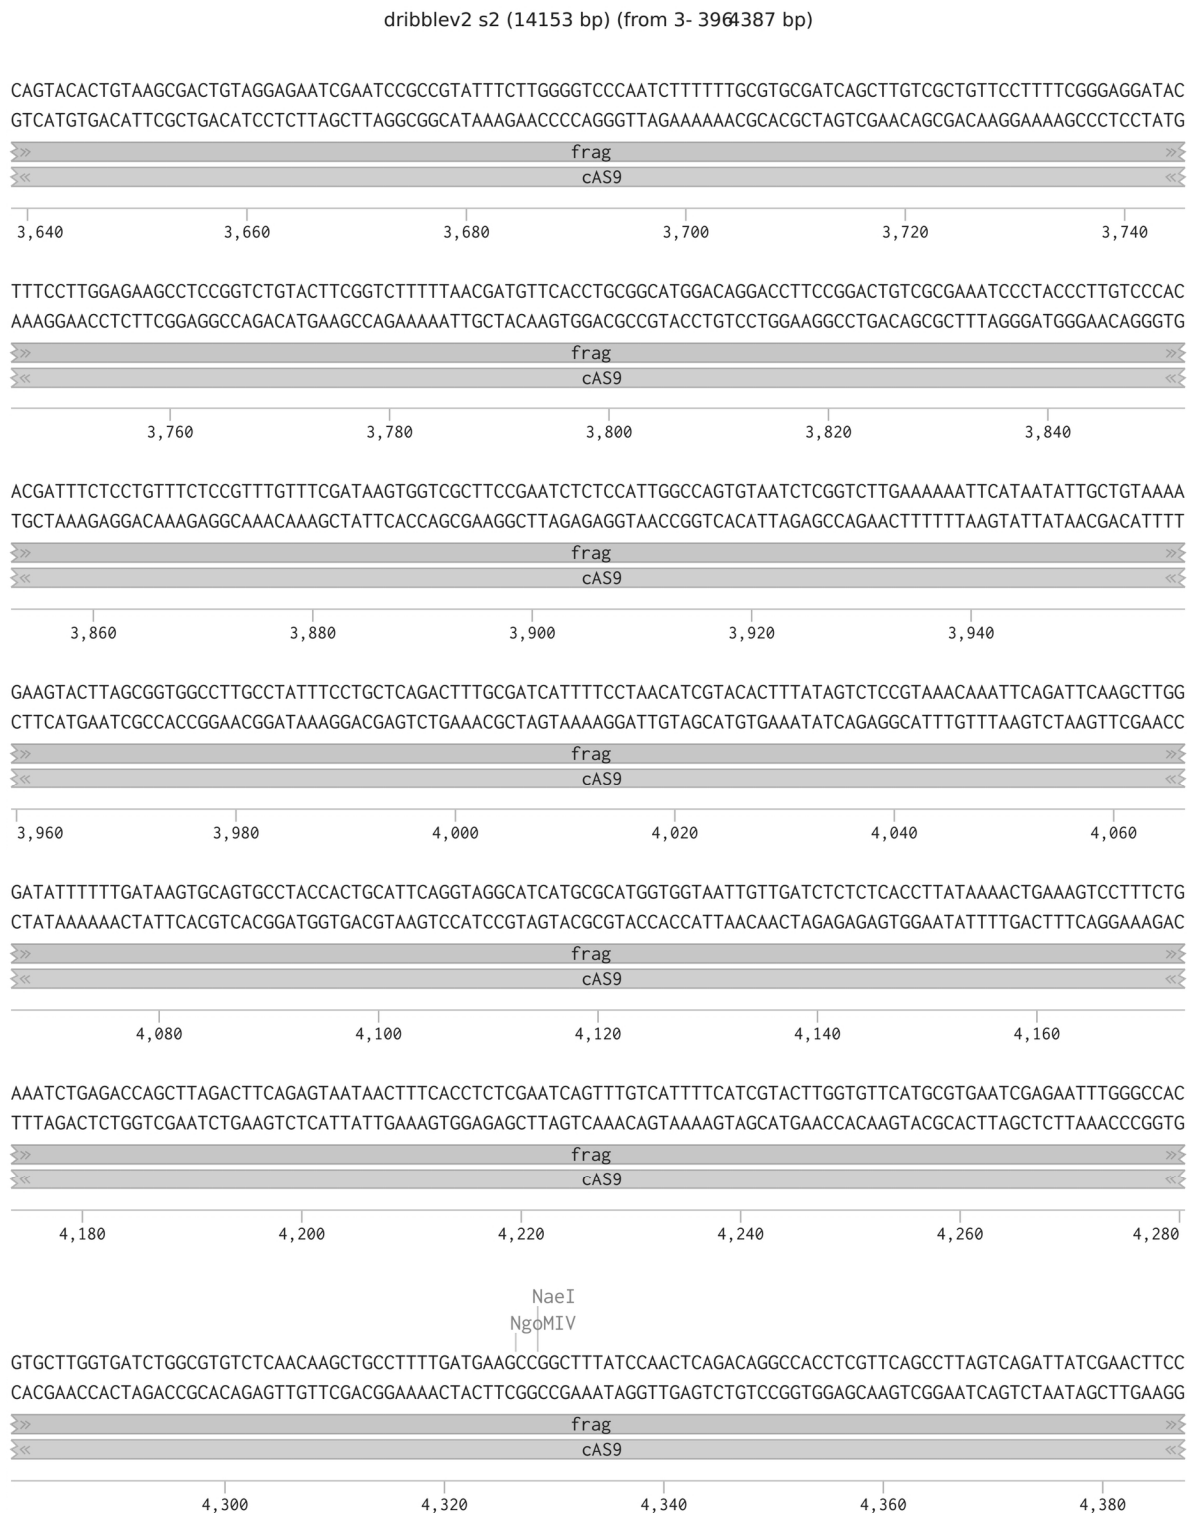 dribblev2 s2 (14153 bp) (from 3- 3964387 bp)
CAGTACACTGTAAGCGACTGTAGGAGAATCGAATCCGCCGTATTTCTTGGGGTCCCAATCTTTTTTGCGTGCGATCAGCTTGTCGCTGTTCCTTTTCGGGAGGATAC
GTCATGTGACATTCGCTGACATCCTCTTAGCTTAGGCGGCATAAAGAACCCCAGGGTTAGAAAAAACGCACGCTAGTCGAACAGCGACAAGGAAAAGCCCTCCTATG
frag
cAS9
3,640 3,660 3,680 3,700 3,720 3,740
TTTCCTTGGAGAAGCCTCCGGTCTGTACTTCGGTCTTTTTAACGATGTTCACCTGCGGCATGGACAGGACCTTCCGGACTGTCGCGAAATCCCTACCCTTGTCCCAC
AAAGGAACCTCTTCGGAGGCCAGACATGAAGCCAGAAAAATTGCTACAAGTGGACGCCGTACCTGTCCTGGAAGGCCTGACAGCGCTTTAGGGATGGGAACAGGGTG
frag
cAS9
3,760 3,780 3,800 3,820 3,840
ACGATTTCTCCTGTTTCTCCGTTTGTTTCGATAAGTGGTCGCTTCCGAATCTCTCCATTGGCCAGTGTAATCTCGGTCTTGAAAAAATTCATAATATTGCTGTAAAA
TGCTAAAGAGGACAAAGAGGCAAACAAAGCTATTCACCAGCGAAGGCTTAGAGAGGTAACCGGTCACATTAGAGCCAGAACTTTTTTAAGTATTATAACGACATTTT
frag
cAS9
3,860 3,880 3,900 3,920 3,940
GAAGTACTTAGCGGTGGCCTTGCCTATTTCCTGCTCAGACTTTGCGATCATTTTCCTAACATCGTACACTTTATAGTCTCCGTAAACAAATTCAGATTCAAGCTTGG
CTTCATGAATCGCCACCGGAACGGATAAAGGACGAGTCTGAAACGCTAGTAAAAGGATTGTAGCATGTGAAATATCAGAGGCATTTGTTTAAGTCTAAGTTCGAACC
frag
cAS9
3,960 3,980 4,000 4,020 4,040 4,060
GATATTTTTTGATAAGTGCAGTGCCTACCACTGCATTCAGGTAGGCATCATGCGCATGGTGGTAATTGTTGATCTCTCTCACCTTATAAAACTGAAAGTCCTTTCTG
CTATAAAAAACTATTCACGTCACGGATGGTGACGTAAGTCCATCCGTAGTACGCGTACCACCATTAACAACTAGAGAGAGTGGAATATTTTGACTTTCAGGAAAGAC
frag
cAS9
4,080 4,100 4,120 4,140 4,160
AAATCTGAGACCAGCTTAGACTTCAGAGTAATAACTTTCACCTCTCGAATCAGTTTGTCATTTTCATCGTACTTGGTGTTCATGCGTGAATCGAGAATTTGGGCCAC
TTTAGACTCTGGTCGAATCTGAAGTCTCATTATTGAAAGTGGAGAGCTTAGTCAAACAGTAAAAGTAGCATGAACCACAAGTACGCACTTAGCTCTTAAACCCGGTG
frag
cAS9
4,180 4,200 4,220 4,240 4,260 4,280
NaeI
NgoMIV
GTGCTTGGTGATCTGGCGTGTCTCAACAAGCTGCCTTTTGATGAAGCCGGCTTTATCCAACTCAGACAGGCCACCTCGTTCAGCCTTAGTCAGATTATCGAACTTCC
CACGAACCACTAGACCGCACAGAGTTGTTCGACGGAAAACTACTTCGGCCGAAATAGGTTGAGTCTGTCCGGTGGAGCAAGTCGGAATCAGTCTAATAGCTTGAAGG
frag
cAS9
4,300 4,320 4,340 4,360 4,380